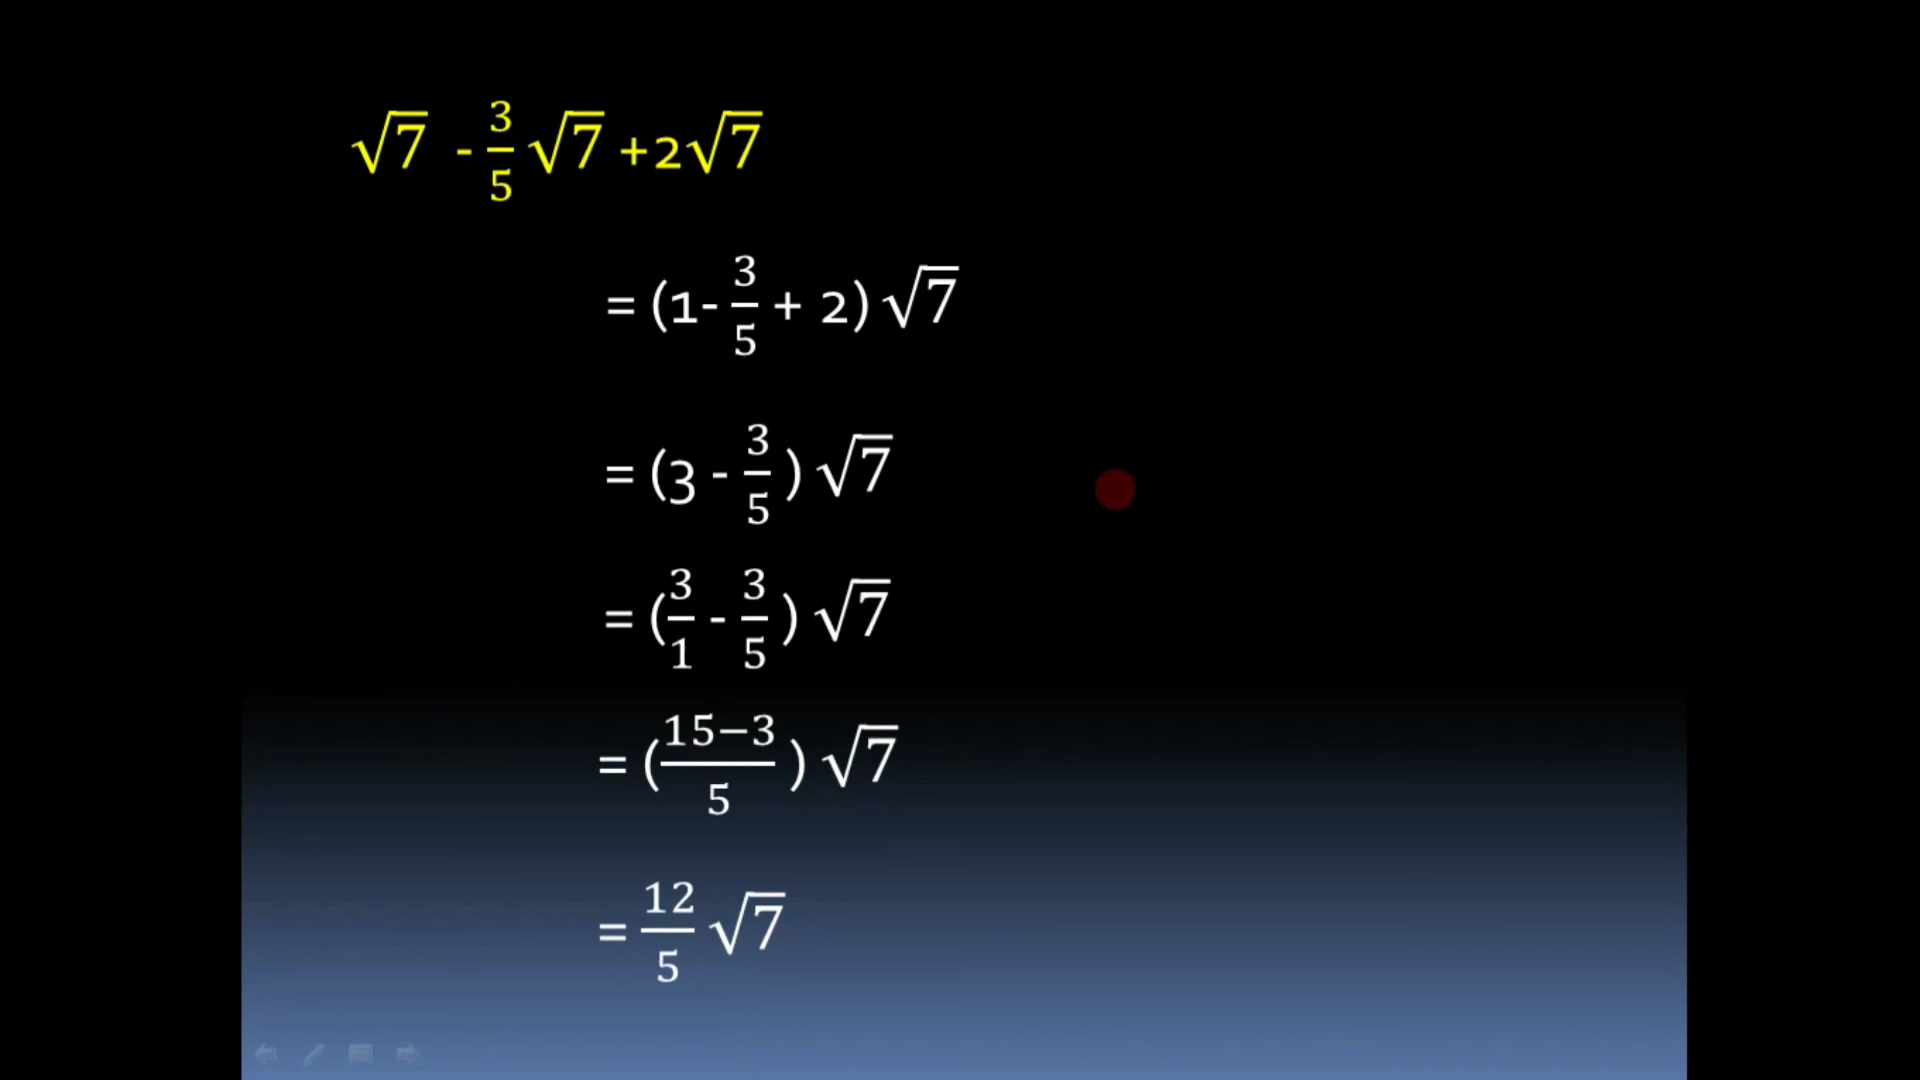 √7 - 3/5 √7 +2√7
= (1- 3/5 + 2) √7
= (3 - 3/5 ) √7
= (3/1 - 3/5 ) √7
= ((15−3)/5 ) √7
= 12/5 √7